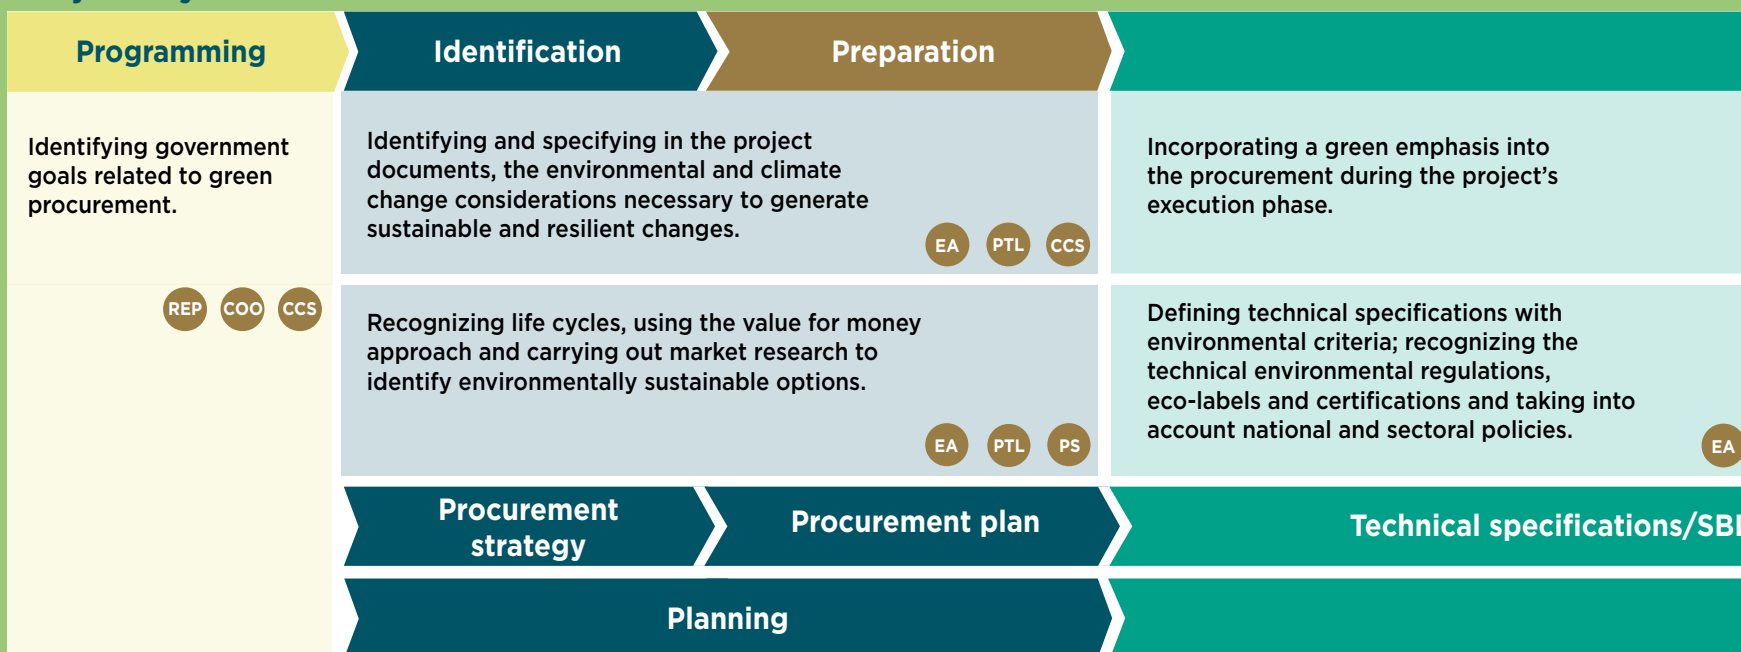 Programming
Identification
Preparation
Identifying government
goals related to green
procurement.
REP COO CCS
Identifying and specifying in the project
documents, the environmental and climate
change considerations necessary to generate
sustainable and resilient changes.
EA PTL CCS
Recognizing life cycles, using the value for money
approach and carrying out market research to
identify environmentally sustainable options.
EA PTL PS
Incorporating a green emphasis into
the procurement during the project’s
execution phase.
Defining technical specifications with
environmental criteria; recognizing the
technical environmental regulations,
eco-labels and certifications and taking into
account national and sectoral policies.
EA
Procurement
strategy
Procurement plan
Technical specifications/
Planning